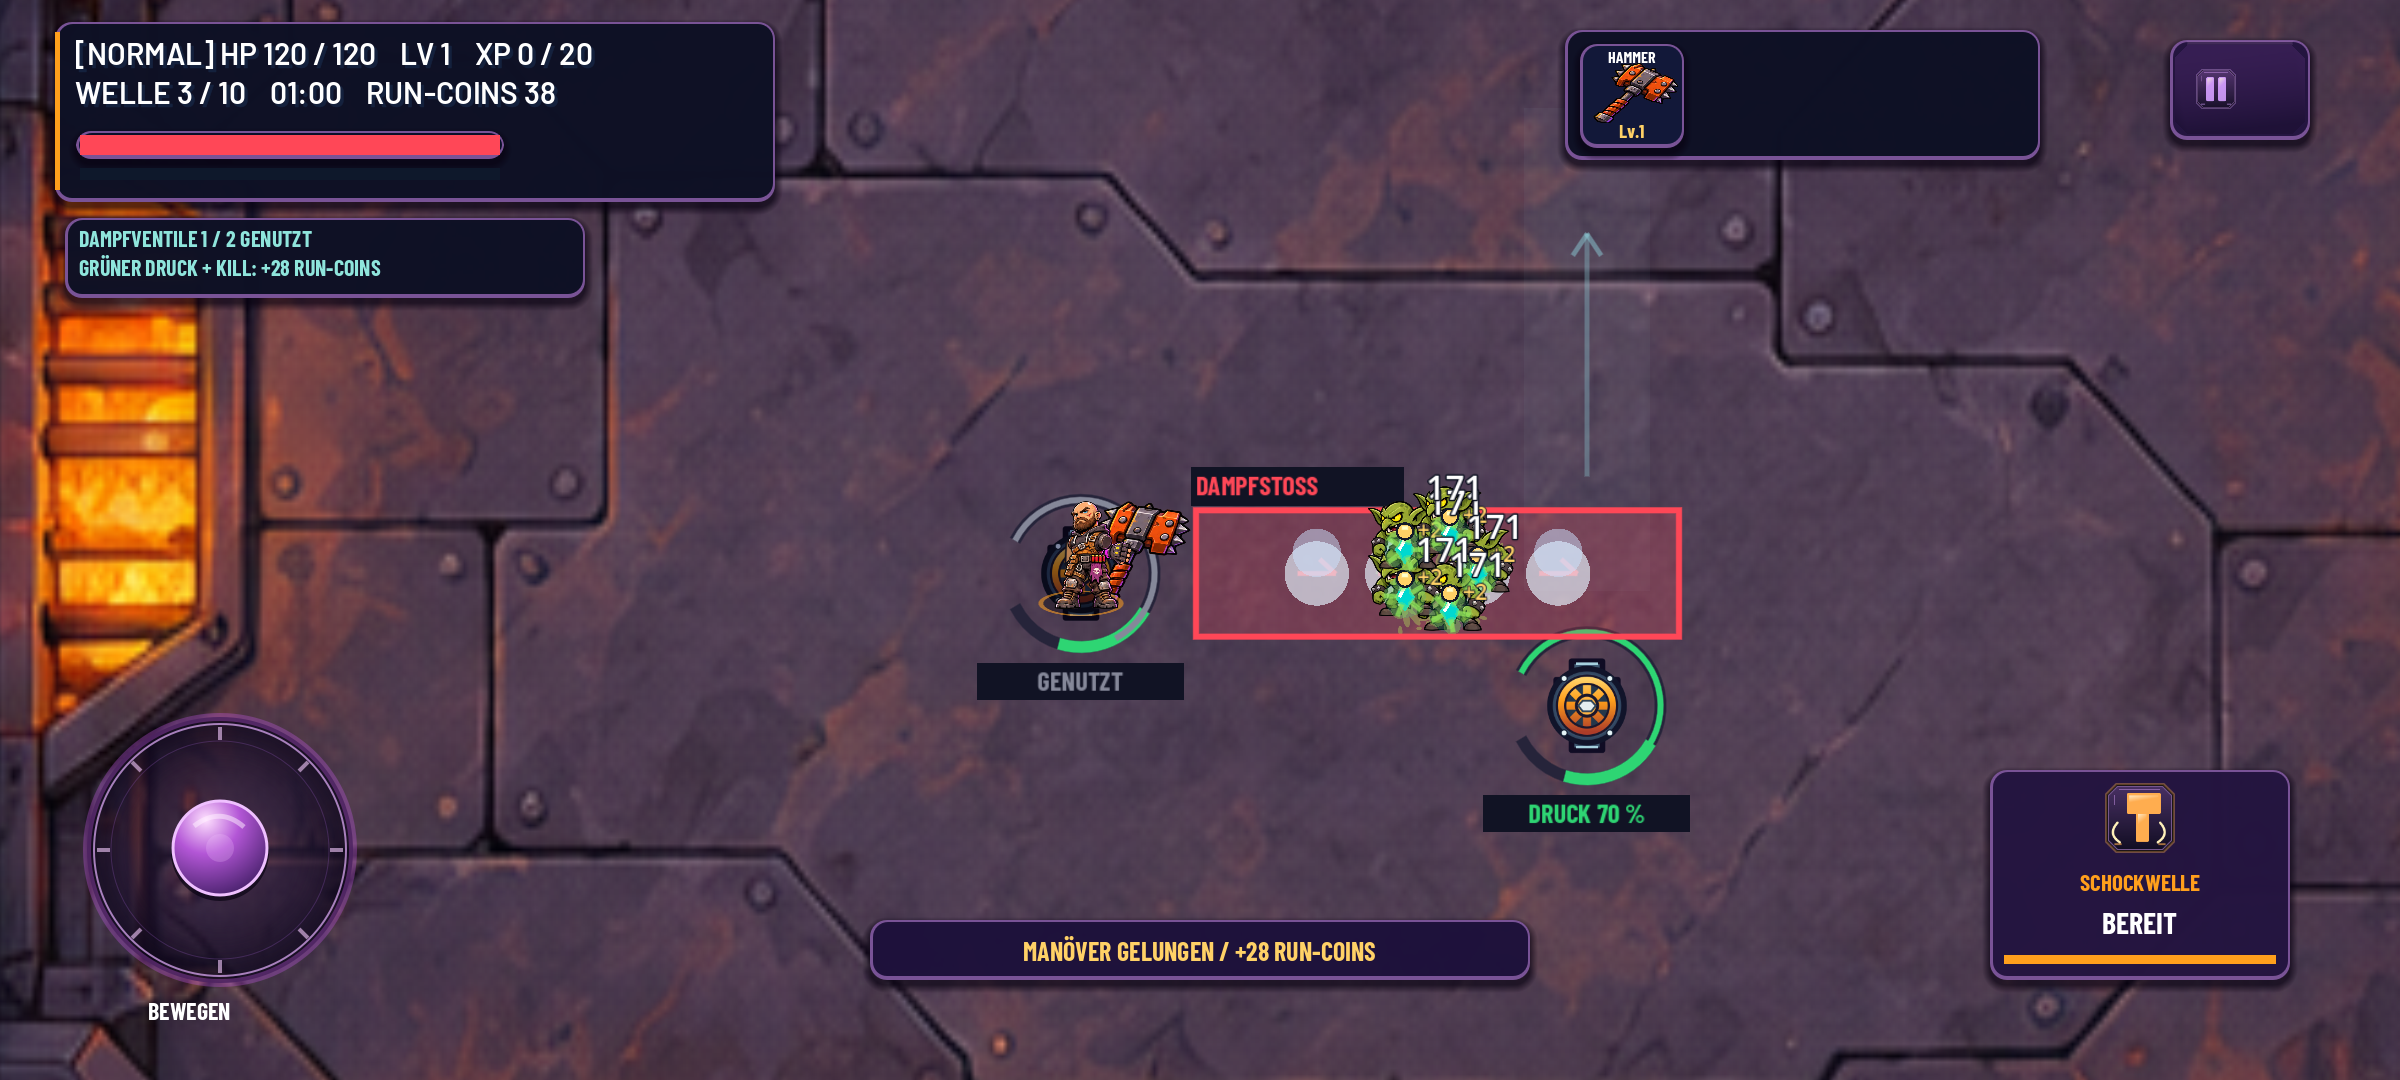 [NORMAL] HP 120 / 120 LV 1 XP 0 / 20
WELLE 3 / 10 01:00 RUN-COINS 38
HAMMER
Lv.1
DAMPFVENTILE 1 / 2 GENUTZT
GRÜNER DRUCK + KILL: +28 RUN-COINS
DAMPFSTOSS
171
171
171
171
+2
+2
GENUTZT
DRUCK 70 %
SCHOCKWELLE
BEREIT
MANÖVER GELUNGEN / +28 RUN-COINS
BEWEGEN